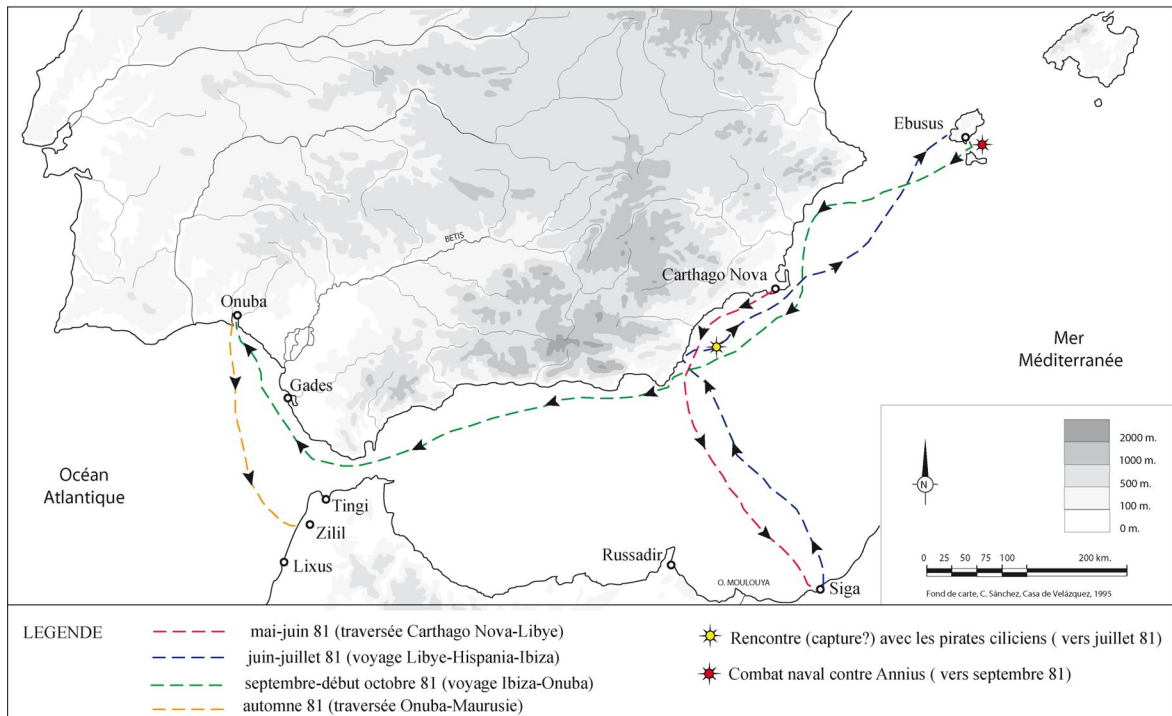 Ebusus
BETIS
Carthago Nova
Onuba
Mer
Méditerranée
Gades
Océan
Atlantique
Tingi
Zilil
Lixus
Russadir
O. MOULOUYA
Siga
2000 m.
1000 m.
500 m.
100 m.
0 m.
N
0 25 50 75 100 200 km.
Fond de carte, C. Sánchez, Casa de Velázquez, 1995
LEGENDE
mai-juin 81 (traversée Carthago Nova-Libye)
juin-juillet 81 (voyage Libye-Hispania-Ibiza)
septembre-début octobre 81 (voyage Ibiza-Onuba)
automne 81 (traversée Onuba-Maurusie)
Rencontre (capture?) avec les pirates ciliciens ( vers juillet 81)
Combat naval contre Annius ( vers septembre 81)